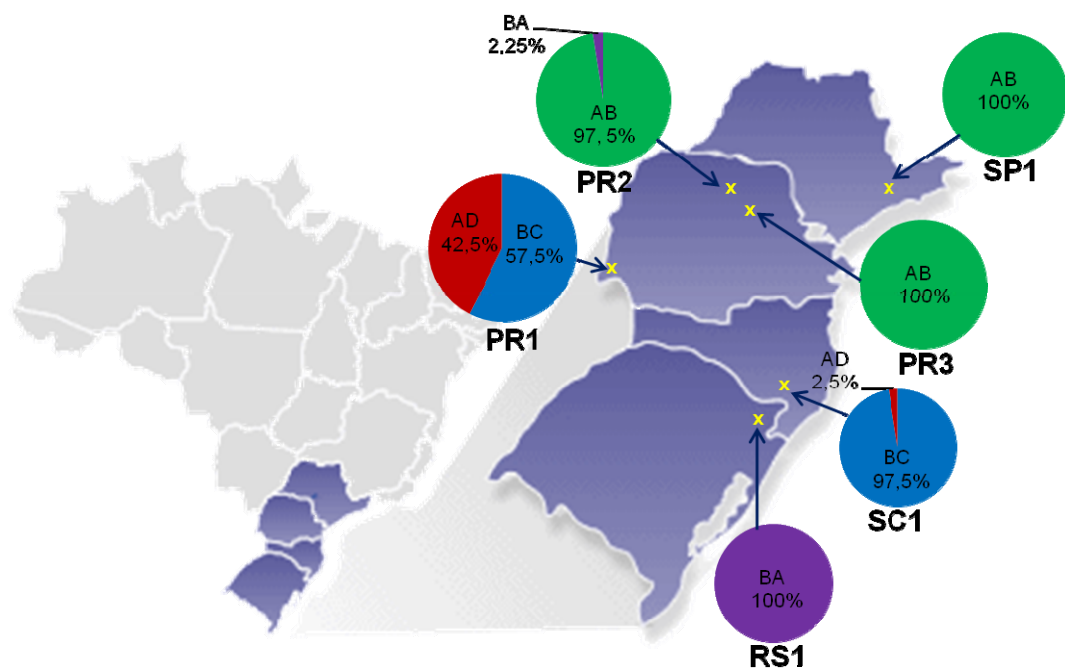 BA
2,25%
AB
97, 5%
PR2
AB
100%
SP1
AD
42,5%
BC
57,5%
PR1
x
x
x
x
AB
100%
PR3
AD
2,5%
x
x
BC
97,5%
SC1
BA
100%
RS1